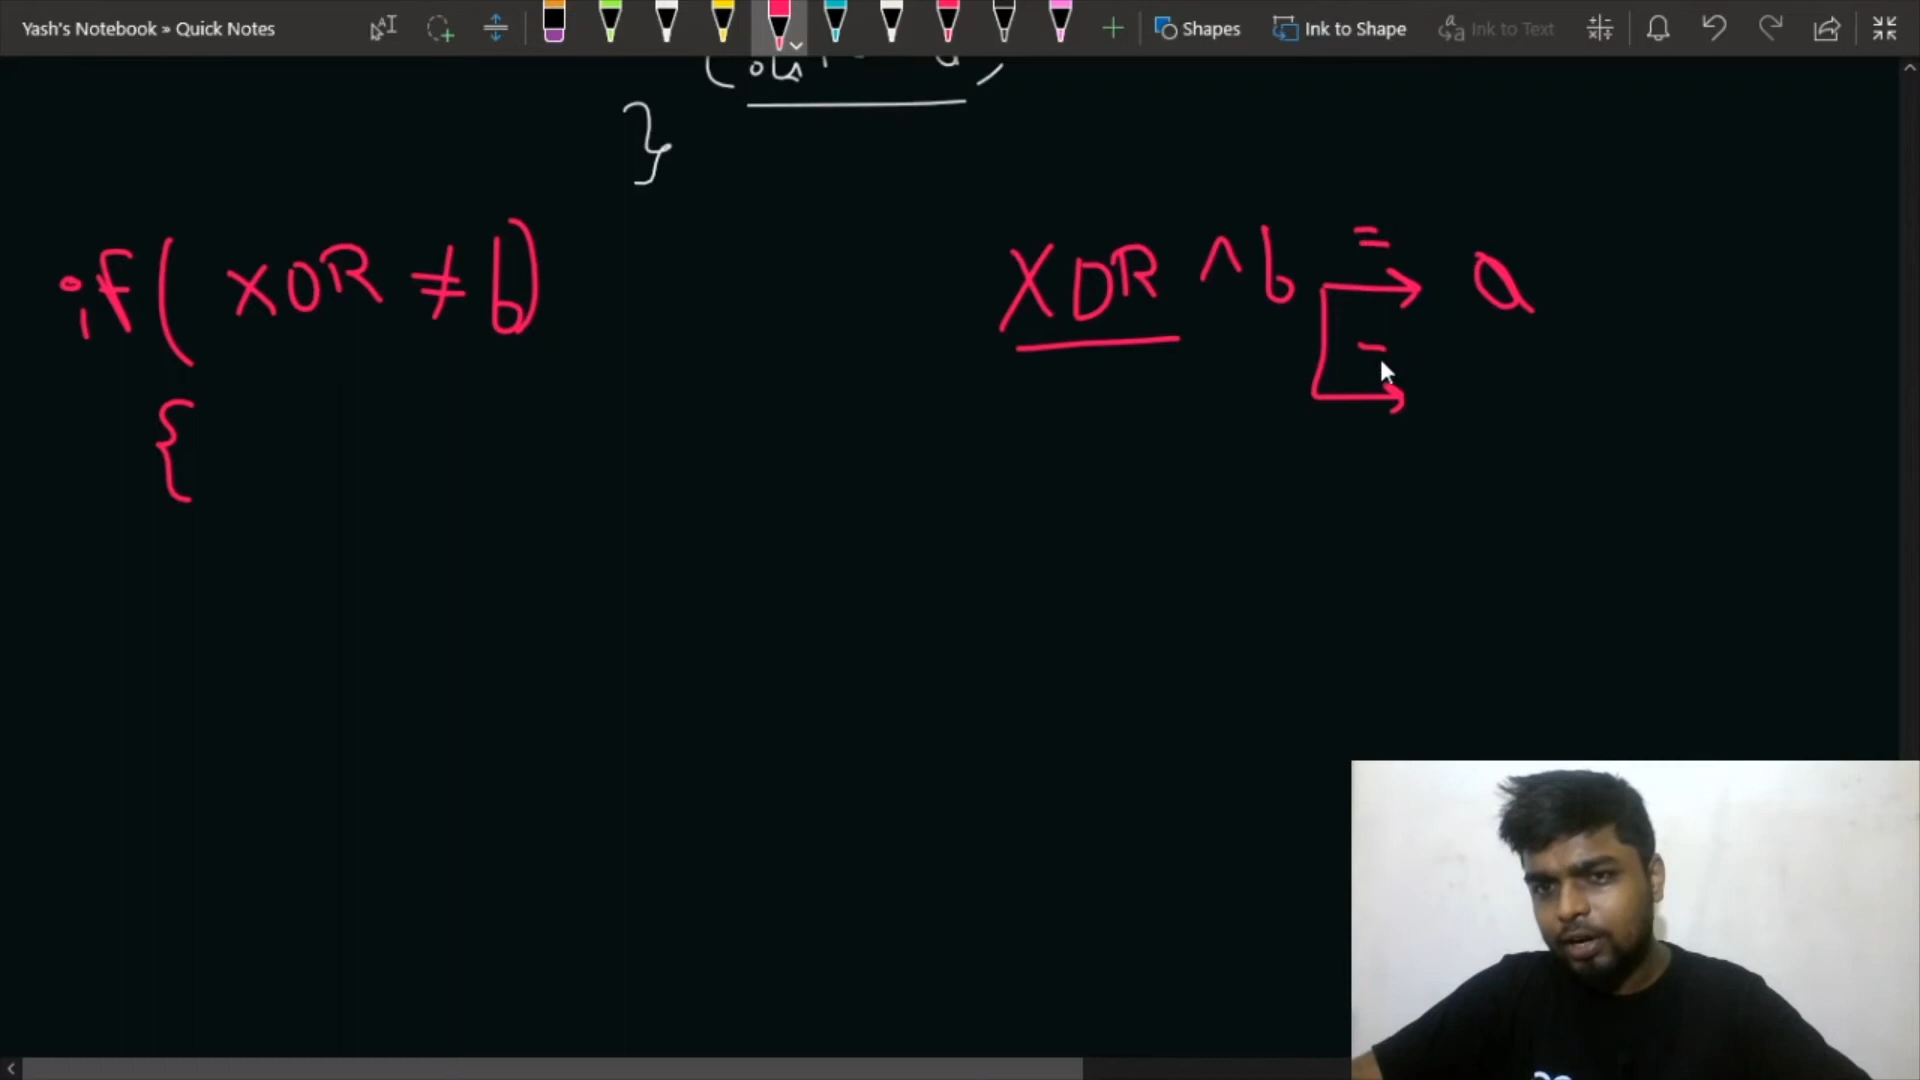 Yash's Notebook » Quick Notes
Shapes
Ink to Shape
Ink to Text
}
if( XOR ≠ b)
{
XOR ^ b = → a
= →